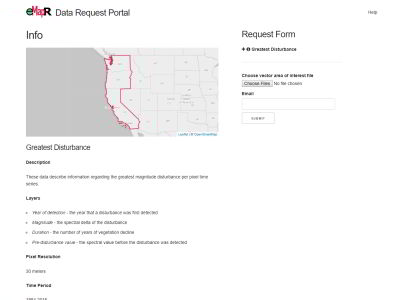 eMapR Data Request Portal
Help
Info
Leaflet | © OpenStreetMap
Greatest Disturbance
Description
These data describe information regarding the greatest magnitude disturbance per pixel time
series.
Layers
Year of detection - the year that a disturbance was first detected
Magnitude - the spectral delta of the disturbance
Duration - the number of years of vegetation decline
Pre-disturbance value - the spectral value before the disturbance was detected
Pixel Resolution
30 meters
Time Period
Request Form
Greatest Disturbance
Choose vector area of interest file
Choose Files No file chosen
Email
SUBMIT